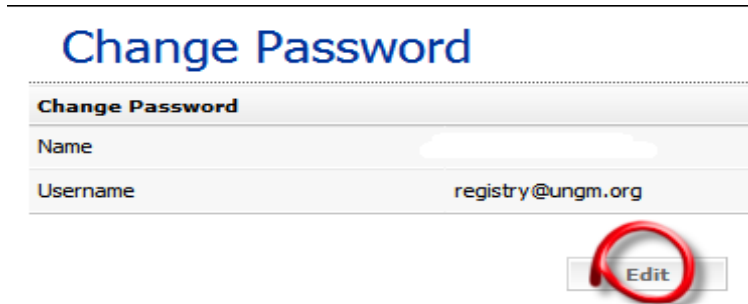 Change Password
Change Password
Name
Username registry@ungm.org
Edit